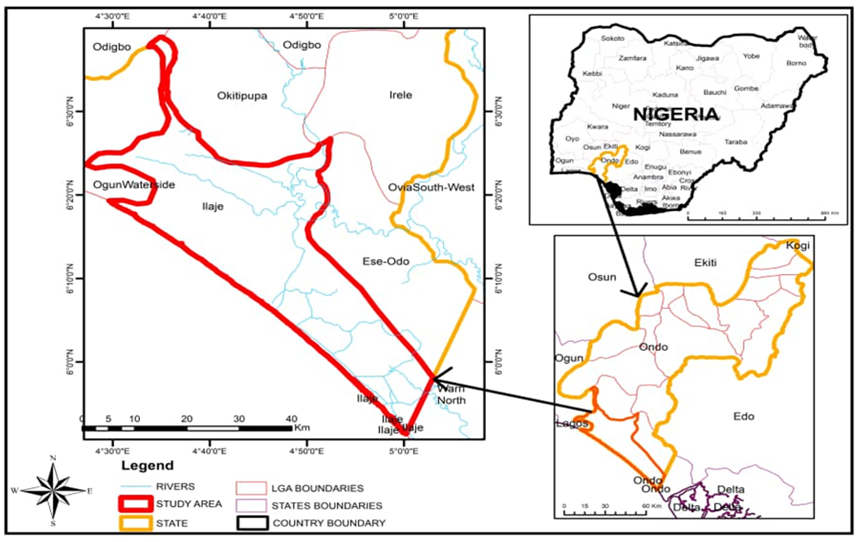 4°30'0"E 4°40'0"E 4°50'0"E 5°0'0"E
Odigbo
Odigbo
Okitipupa
Irele
6°30'0"N
6°30'0"N
OgunWaterside
OviaSouth-West
6°20'0"N
6°20'0"N
Ilaje
Ese-Odo
6°10'0"N
6°10'0"N
6°0'0"N
6°0'0"N
Warri
North
Ilaje
Ilaje
Ilaje Ilaje
0 5 10 20 30 40
Km
4°30'0"E 4°40'0"E 4°50'0"E 5°0'0"E
Sokoto
Katsina
Zamfara
Jigawa
Yobe
Borno
Kano
Kebbi
Kaduna
Bauchi
Gombe
Adamawa
Niger
NIGERIA
Territory
Kwara
Nassarawa
Oyo
Taraba
Osun Ekiti Kogi
Benue
Ogun
Ondo Edo
Enugu
Ebonyi
Anambra
Cross
River
Delta Imo Abia
Akwa
Ibom
Rivers
Kogi
Ekiti
Osun
Ogun
Ondo
Edo
Lagos
Ondo
Ondo
Delta
Delta
Delta
0 15 30 60 Km
Legend
RIVERS
STUDY AREA
STATE
LGA BOUNDARIES
STATES BOUNDARIES
COUNTRY BOUNDARY
N
W E
S